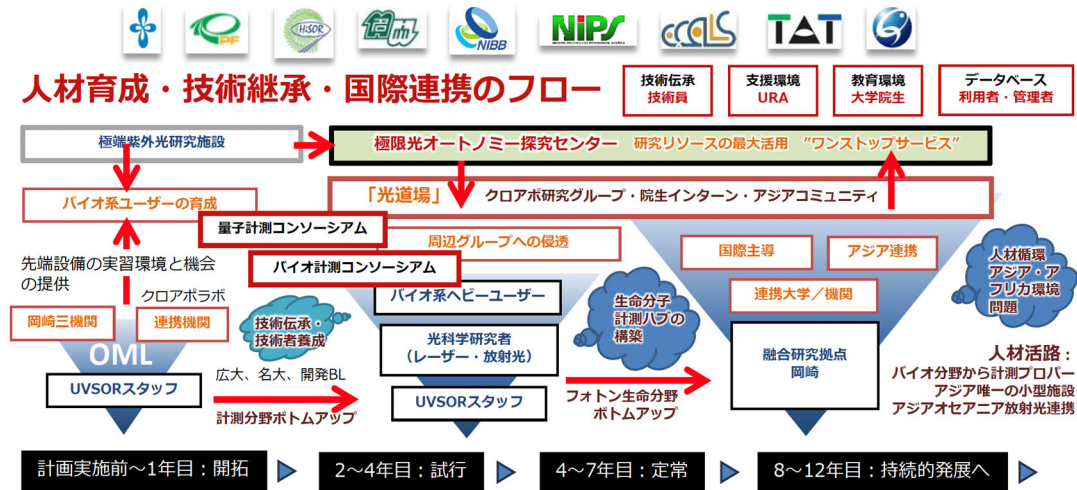 PF
HiSOR
NIBB
NiPS
TAT
人材育成・技術継承・国際連携のフロー
技術伝承
技術員
支援環境
URA
教育環境
大学院生
データベース
利用者・管理者
極端紫外光研究施設
極限光オートノミー探究センター 研究リソースの最大活用 "ワンストップサービス"
バイオ系ユーザーの育成
「光道場」 クロアポ研究グループ・院生インターン・アジアコミュニティ
量子計測コンソーシアム
バイオ計測コンソーシアム
周辺グループへの侵透
国際主導
アジア連携
人材循環
アジア・ア
フリカ環境
問題
先端設備の実習環境と機会
の提供
クロアポラボ
岡崎三機関
連携機関
OML
UVSORスタッフ
技術伝承・
技術者養成
広大、名大、開発BL
計測分野ボトムアップ
バイオ系ヘビーユーザー
光科学研究者
（レーザー・放射光）
UVSORスタッフ
生命分子
計測ハブの
構築
フォトン生命分野
ボトムアップ
連携大学／機関
融合研究拠点
岡崎
人材活路：
バイオ分野から計測プロパー
アジア唯一の小型施設
アジアオセアニア放射光連携
計画実施前～1年目：開拓
2～4年目：試行
4～7年目：定常
8～12年目：持続的発展へ